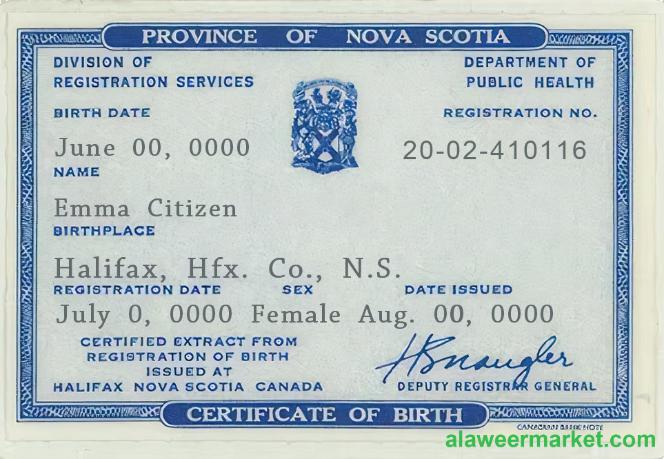 PROVINCE OF NOVA SCOTIA
DIVISION OF
REGISTRATION SERVICES
DEPARTMENT OF
PUBLIC HEALTH
BIRTH DATE
REGISTRATION NO.
June 00, 0000
20-02-410116
NAME
Emma Citizen
BIRTHPLACE
Halifax, Hfx. Co., N.S.
REGISTRATION DATE SEX DATE ISSUED
July 0, 0000 Female Aug. 00, 0000
CERTIFIED EXTRACT FROM
REGISTRATION OF BIRTH
ISSUED AT
HALIFAX NOVA SCOTIA CANADA
DEPUTY REGISTRAR GENERAL
CERTIFICATE OF BIRTH
alaweermarket.com